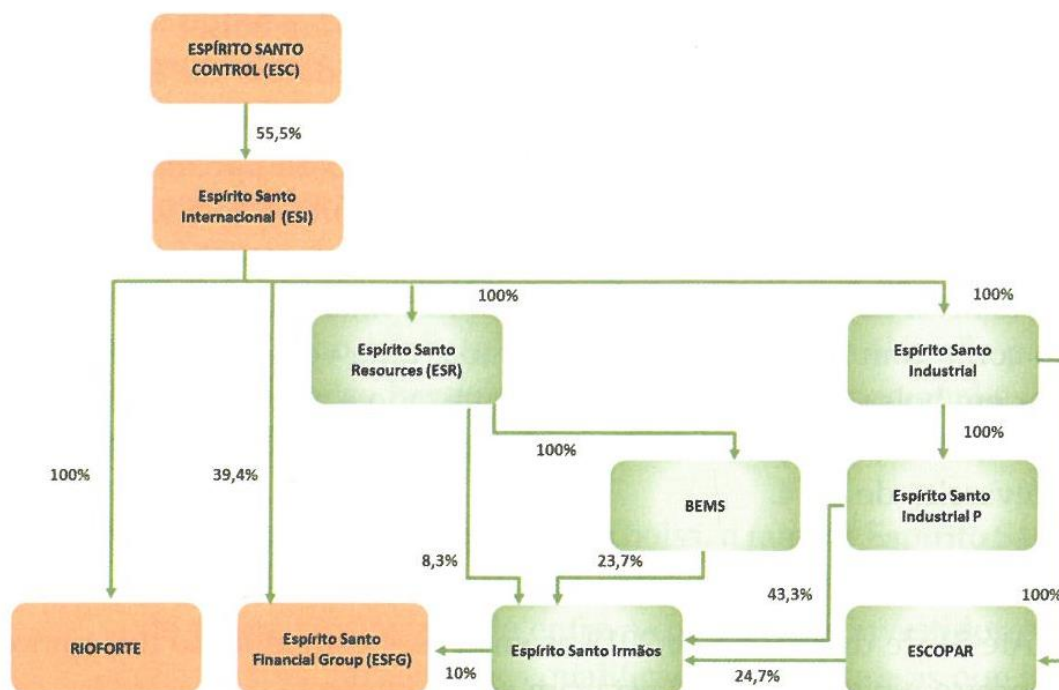 ESPÍRITO SANTO
CONTROL (ESC)
55,5%
Espírito Santo
Internacional (ESI)
100%
100%
Espírito Santo
Resources (ESR)
Espírito Santo
Industrial
100%
39,4%
100%
100%
BEMS
Espírito Santo
Industrial P
8,3%
23,7%
43,3%
100%
RIOFORTE
Espírito Santo
Financial Group (ESFG)
10%
Espírito Santo Irmãos
24,7%
ESCOPAR